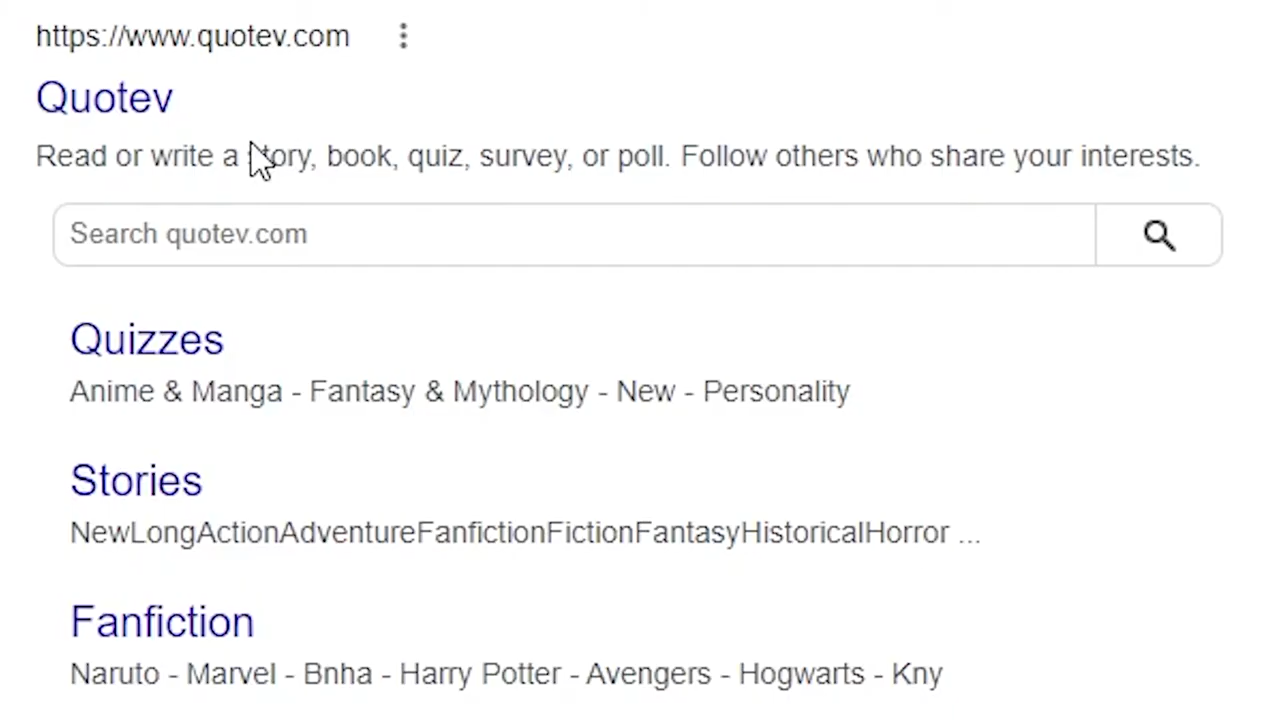 https://www.quotev.com
Quotev
Read or write a story, book, quiz, survey, or poll. Follow others who share your interests.
Search quotev.com
Quizzes
Anime & Manga - Fantasy & Mythology - New - Personality
Stories
NewLongActionAdventureFanfictionFictionFantasyHistoricalHorror ...
Fanfiction
Naruto - Marvel - Bnha - Harry Potter - Avengers - Hogwarts - Kny